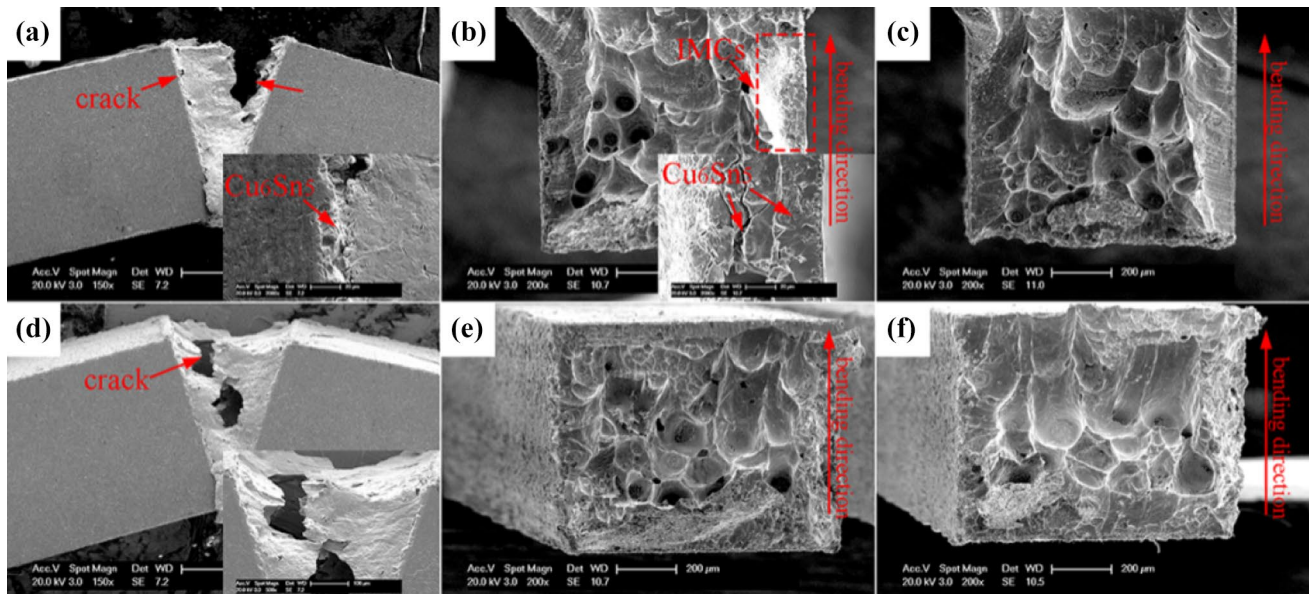 (a)
crack
Cu6Sn5
Acc.V Spot Magn Det WD
20.0 kV 3.0 150x SE 7.2
(b)
IMCs
Cu6Sn5
bending direction
Acc.V Spot Magn Det WD
20.0 kV 3.0 200x SE 10.7
(c)
bending direction
Acc.V Spot Magn Det WD 200 μm
20.0 kV 3.0 200x SE 11.0
(d)
crack
Acc.V Spot Magn Det WD
20.0 kV 3.0 150x SE 7.2
(e)
bending direction
Acc.V Spot Magn Det WD 200 μm
20.0 kV 3.0 200x SE 10.7
(f)
bending direction
Acc.V Spot Magn Det WD 200 μm
20.0 kV 3.0 200x SE 10.5